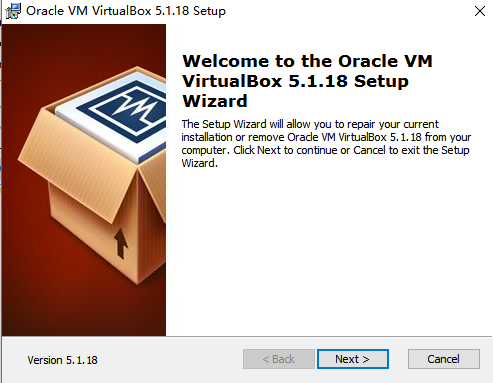 Oracle VM VirtualBox 5.1.18 Setup
Welcome to the Oracle VM
VirtualBox 5.1.18 Setup
Wizard
The Setup Wizard will allow you to repair your current
installation or remove Oracle VM VirtualBox 5.1.18 from your
computer. Click Next to continue or Cancel to exit the Setup
Wizard.
Version 5.1.18
< Back
Next >
Cancel